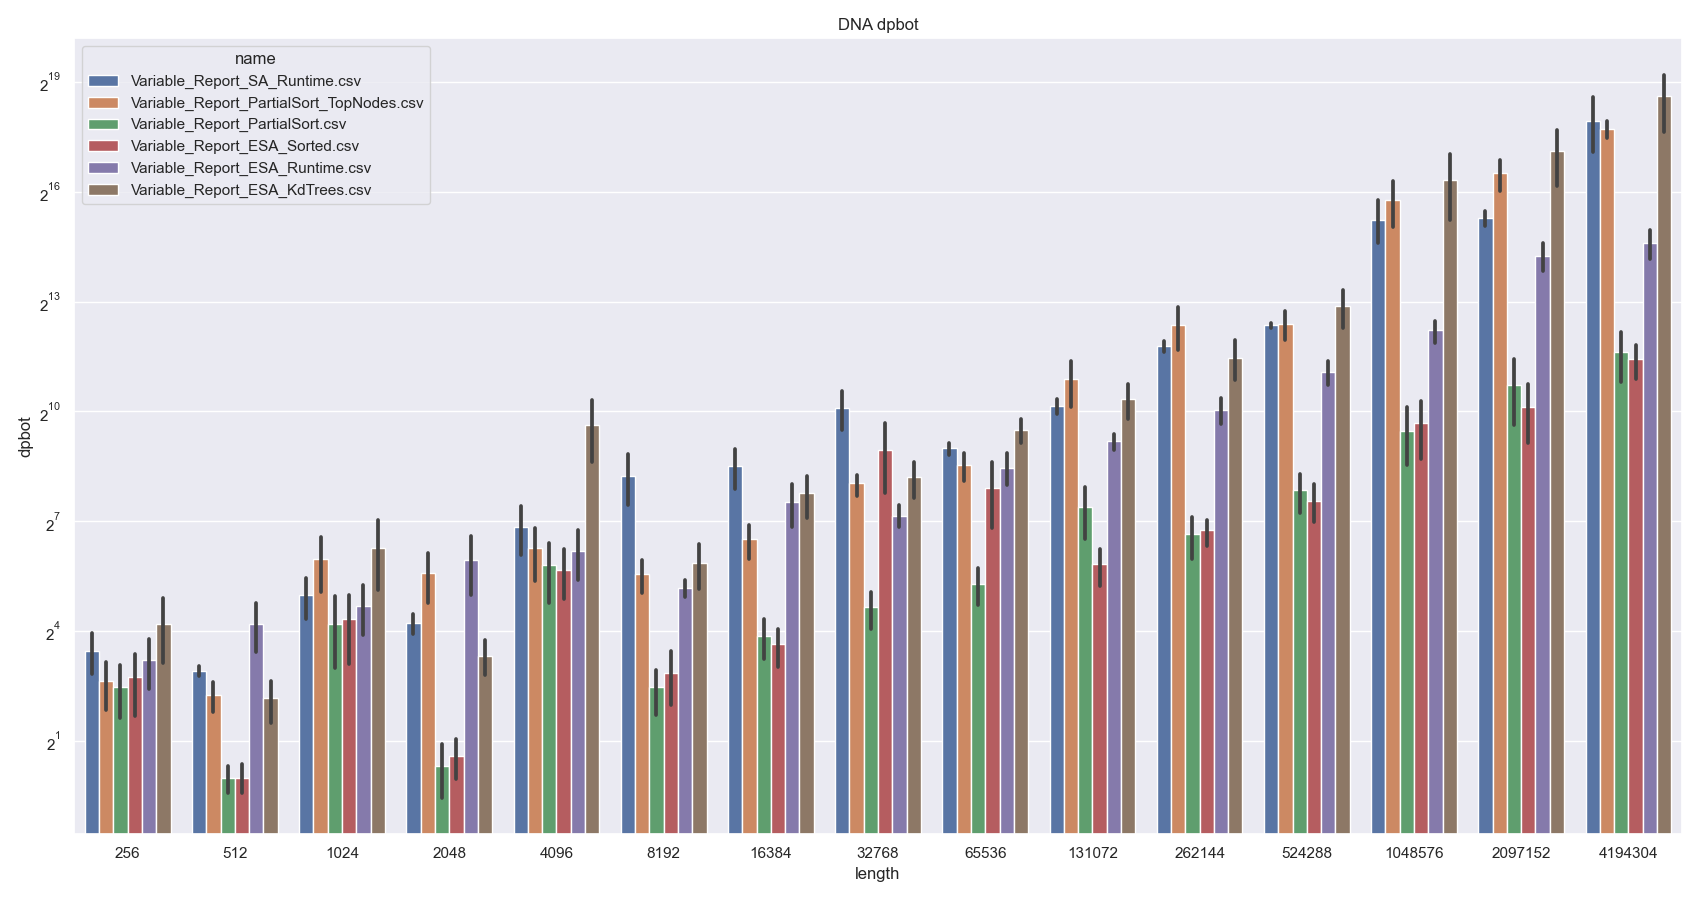 DNA dpbot
name
Variable_Report_SA_Runtime.csv
Variable_Report_PartialSort_TopNodes.csv
Variable_Report_PartialSort.csv
Variable_Report_ESA_Sorted.csv
Variable_Report_ESA_Runtime.csv
Variable_Report_ESA_KdTrees.csv
2^19
2^16
2^13
2^10
2^7
2^4
2^1
dpbot
256 512 1024 2048 4096 8192 16384 32768 65536 131072 262144 524288 1048576 2097152 4194304
length